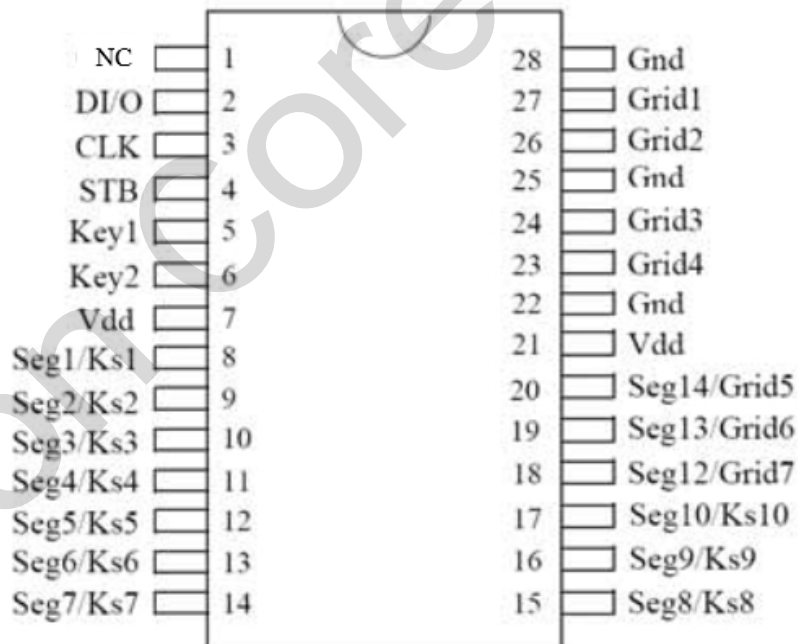 NC 1 28 Gnd
DI/O 2 27 Grid1
CLK 3 26 Grid2
STB 4 25 Gnd
Key1 5 24 Grid3
Key2 6 23 Grid4
Vdd 7 22 Gnd
Seg1/Ks1 8 21 Vdd
Seg2/Ks2 9 20 Seg14/Grid5
Seg3/Ks3 10 19 Seg13/Grid6
Seg4/Ks4 11 18 Seg12/Grid7
Seg5/Ks5 12 17 Seg10/Ks10
Seg6/Ks6 13 16 Seg9/Ks9
Seg7/Ks7 14 15 Seg8/Ks8
on core